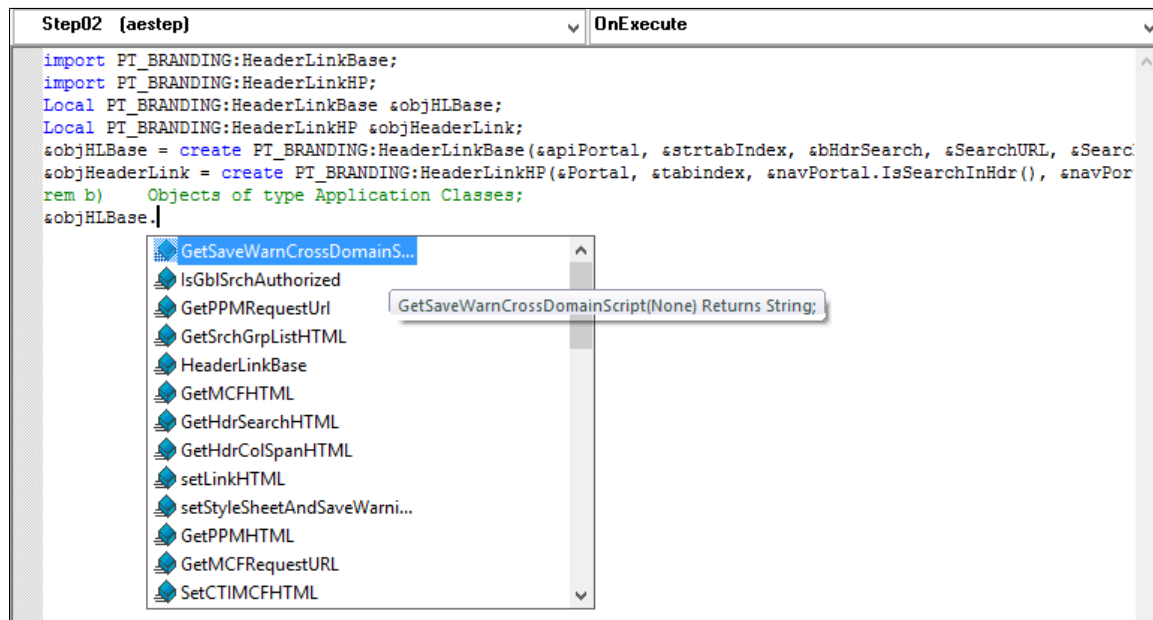 Step02 (aestep) OnExecute
import PT_BRANDING:HeaderLinkBase;
import PT_BRANDING:HeaderLinkHP;
Local PT_BRANDING:HeaderLinkBase &objHLBase;
Local PT_BRANDING:HeaderLinkHP &objHeaderLink;
&objHLBase = create PT_BRANDING:HeaderLinkBase(&apiPortal, &strtabIndex, &bHdrSearch, &SearchURL, &Searc
&objHeaderLink = create PT_BRANDING:HeaderLinkHP(&Portal, &tabindex, &navPortal.IsSearchInHdr(), &navPor
rem b) Objects of type Application Classes;
&objHLBase.
GetSaveWarnCrossDomainS...
IsGblSrchAuthorized
GetPPMRequestUrl
GetSaveWarnCrossDomainScript(None) Returns String;
GetSrchGrpListHTML
HeaderLinkBase
GetMCFHTML
GetHdrSearchHTML
GetHdrColSpanHTML
setLinkHTML
setStyleSheetAndSaveWarni...
GetPPMHTML
GetMCFRequestURL
SetCTIMCFHTML